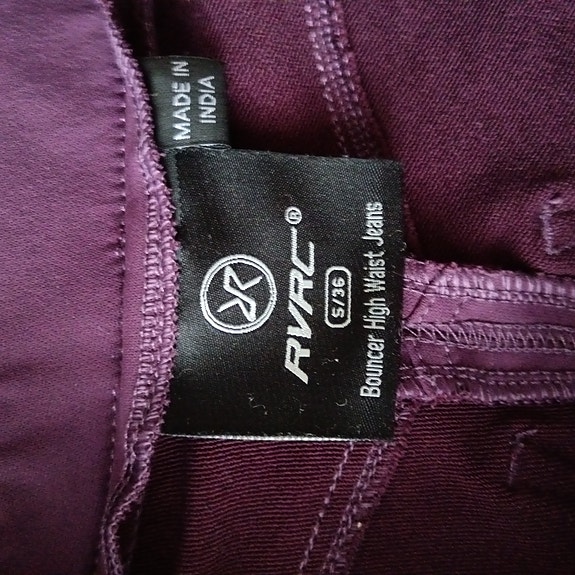 MADE IN
INDIA
RVRC®
S/36
Bouncer High Waist Jeans